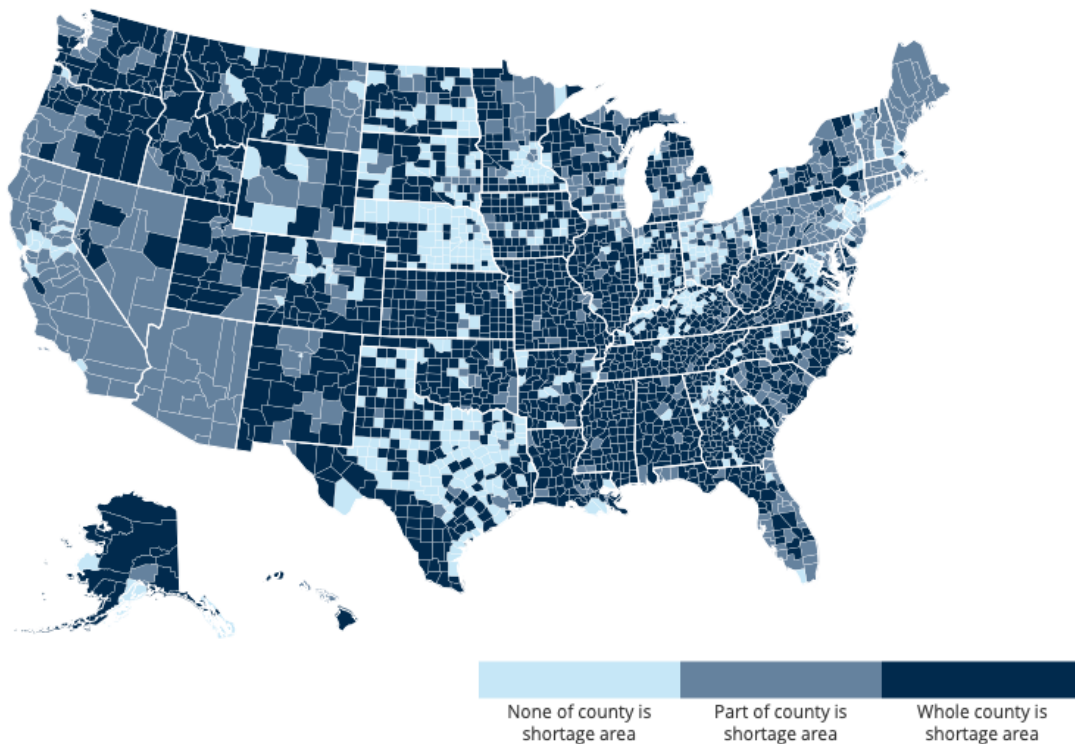 None of county is
shortage area
Part of county is
shortage area
Whole county is
shortage area